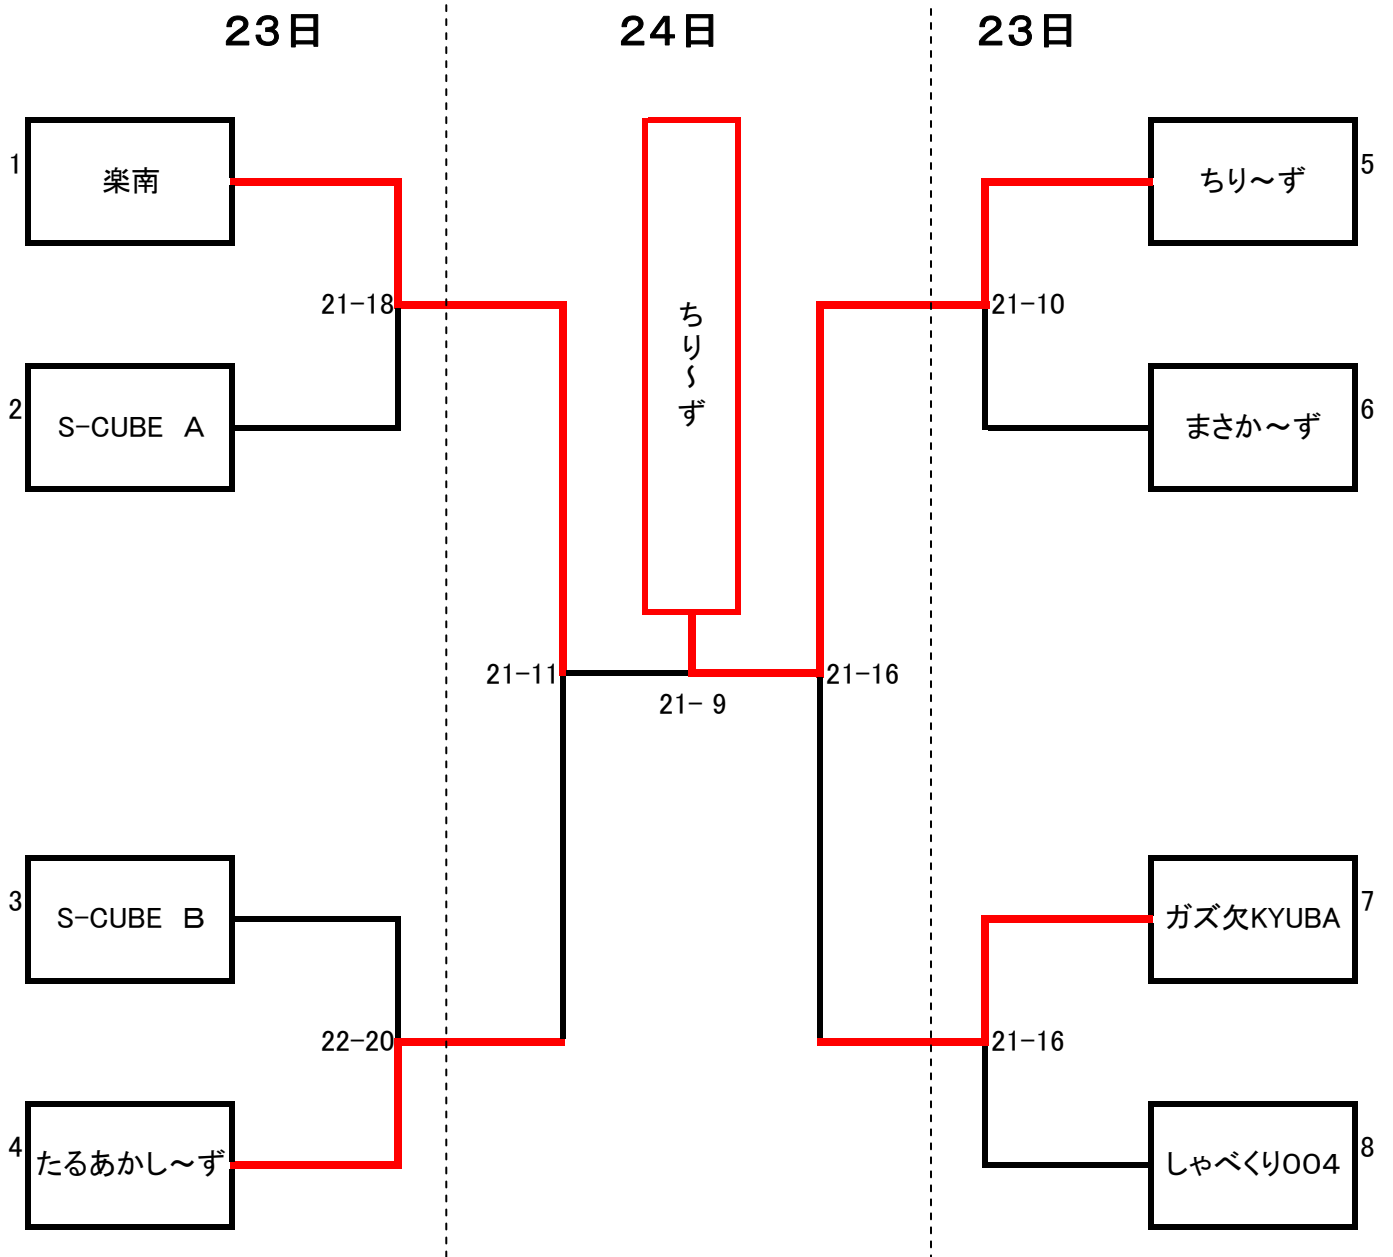 23日
24日
23日
1
楽南
ちり～ず
5
21-18
21-10
ちり～ず
2
S-CUBE　A
まさか～ず
6
21-11
21-16
21- 9
3
S-CUBE　B
ガズ欠KYUBA
7
22-20
21-16
4
たるあかし～ず
しゃべくり004
8